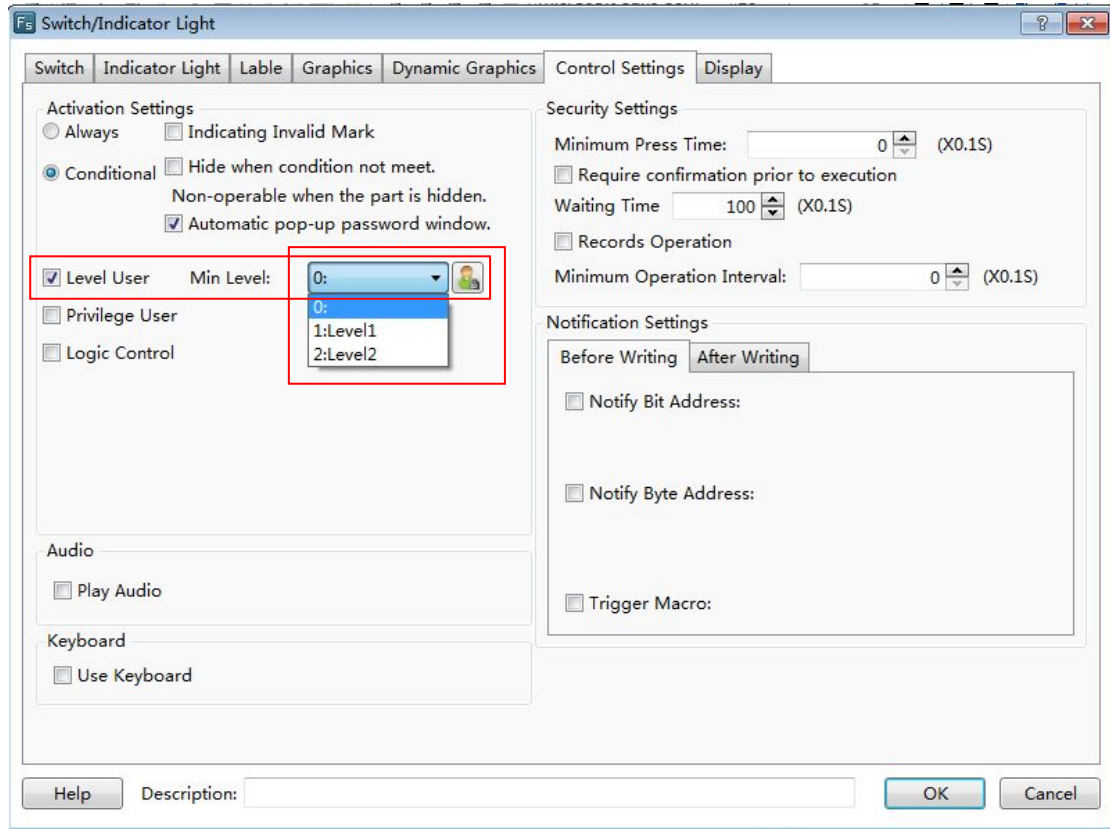 Fs Switch/Indicator Light
Switch Indicator Light Lable Graphics Dynamic Graphics Control Settings Display
Activation Settings
Always Indicating Invalid Mark
Conditional Hide when condition not meet.
Non-operable when the part is hidden.
Automatic pop-up password window.
Level User Min Level: 0:
0:
1:Level1
2:Level2
Privilege User
Logic Control
Audio
Play Audio
Keyboard
Use Keyboard
Security Settings
Minimum Press Time: 0 (X0.1S)
Require confirmation prior to execution
Waiting Time 100 (X0.1S)
Records Operation
Minimum Operation Interval: 0 (X0.1S)
Notification Settings
Before Writing After Writing
Notify Bit Address:
Notify Byte Address:
Trigger Macro:
Help Description: OK Cancel